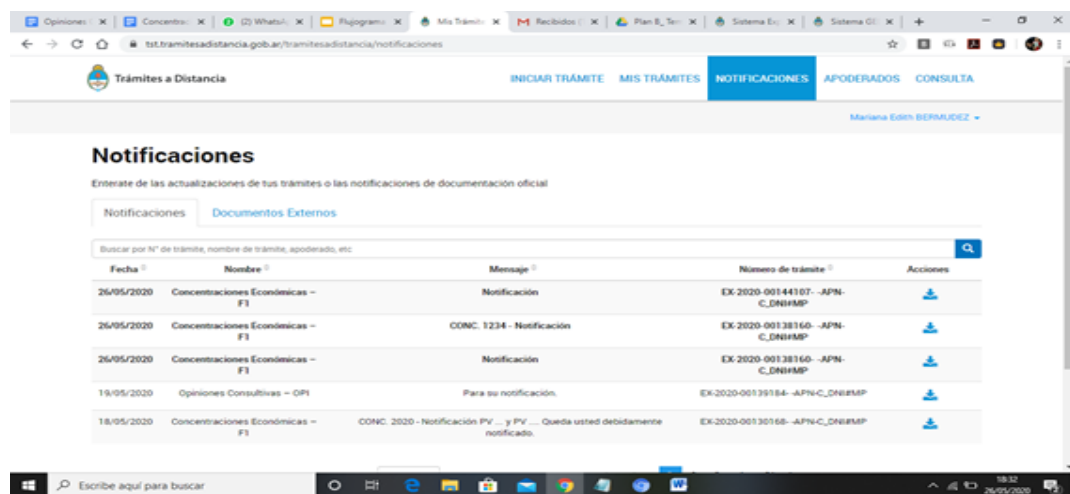 Opiniones
Concentrac
(2) WhatsA
Flujograma
Mis Trámite
Recibidos
Plan B_Ter
Sistema Ex
Sistema GE
tst.tramitesadistancia.gob.ar/tramitesadistancia/notificaciones
Trámites a Distancia
INICIAR TRÁMITE MIS TRÁMITES NOTIFICACIONES APODERADOS CONSULTA
Mariana Edith BERMUDEZ
Notificaciones
Enterate de las actualizaciones de tus trámites o las notificaciones de documentación oficial
Notificaciones Documentos Externos
Buscar por N° de trámite, nombre de trámite, apoderado, etc
Fecha Nombre Mensaje Número de trámite Acciones
26/05/2020 Concentraciones Económicas – Notificación EX-2020-00144107- -APN-
F1 C_DNI#MP
26/05/2020 Concentraciones Económicas – CONC. 1234 - Notificación EX-2020-00138160- -APN-
F1 C_DNI#MP
26/05/2020 Concentraciones Económicas – Notificación EX-2020-00138160- -APN-
F1 C_DNI#MP
19/05/2020 Opiniones Consultivas – OPI Para su notificación. EX-2020-00139184- -APN-C_DNI#MP
18/05/2020 Concentraciones Económicas – CONC. 2020 - Notificación PV ... y PV .... Queda usted debidamente EX-2020-00130168- -APN-C_DNI#MP
F1 notificado.
Escribe aquí para buscar
18:32
26/05/2020